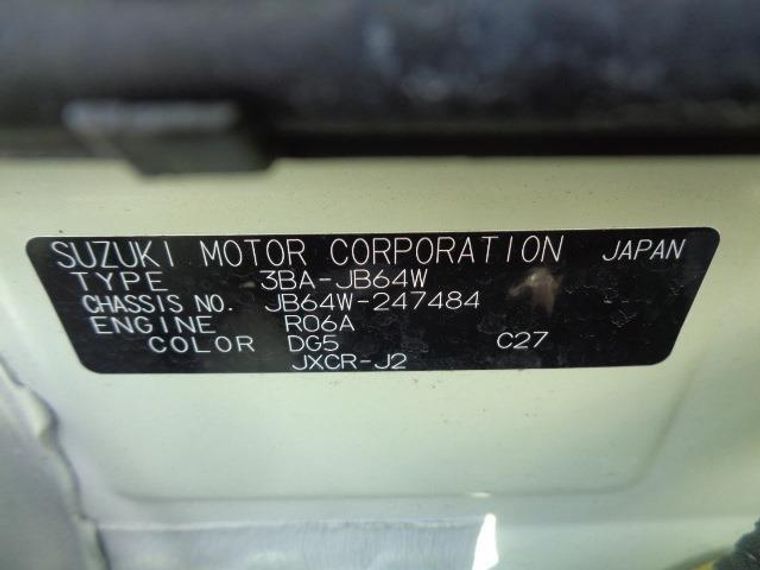 SUZUKI MOTOR CORPORATION JAPAN
TYPE 3BA-JB64W
CHASSIS NO. JB64W-247484
ENGINE R06A
COLOR DG5 C27
JXCR-J2